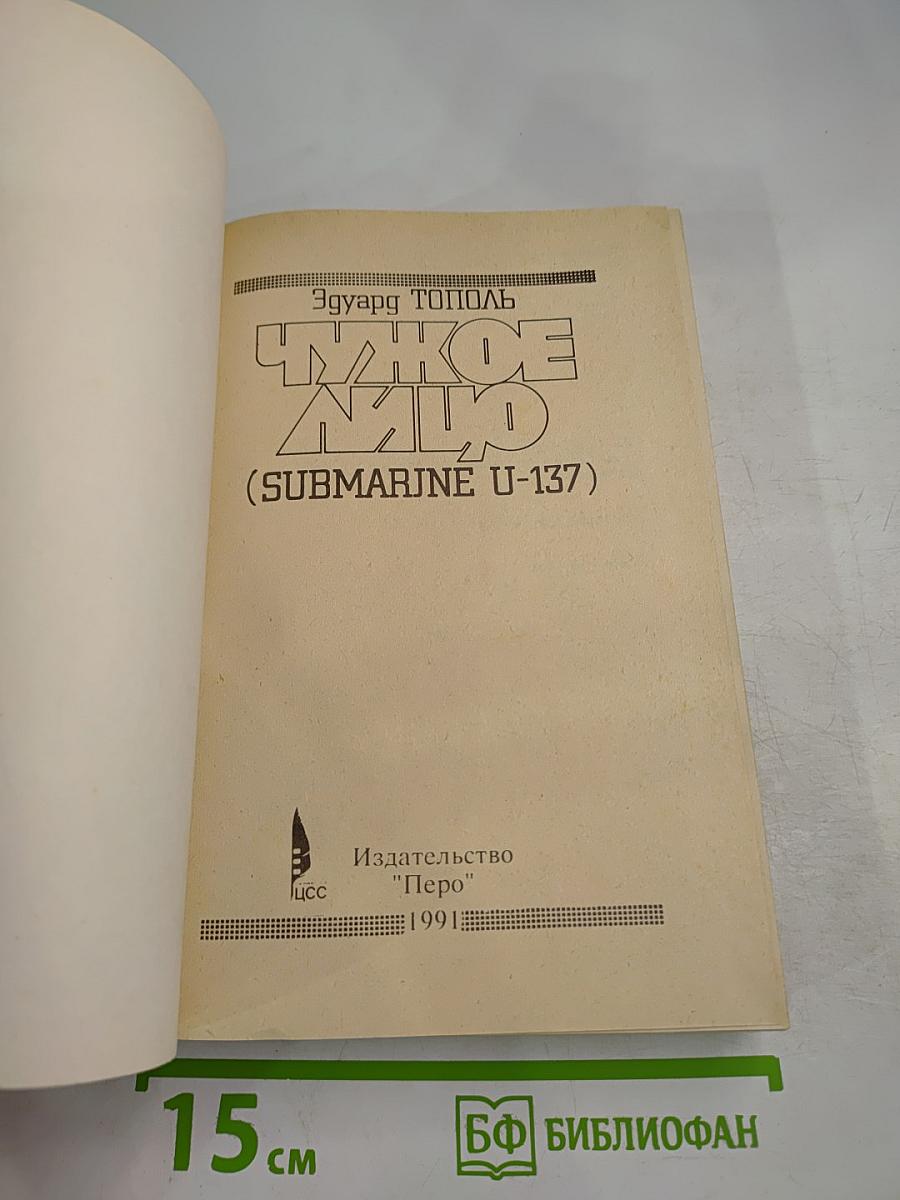 Эдуард ТОПОЛЬ
ЧУЖОЕ
ЛИЦО
(SUBMARJNE U-137)
ЦСС
Издательство
"Перо"
1991
15 см
БФ БИБЛИОФАН